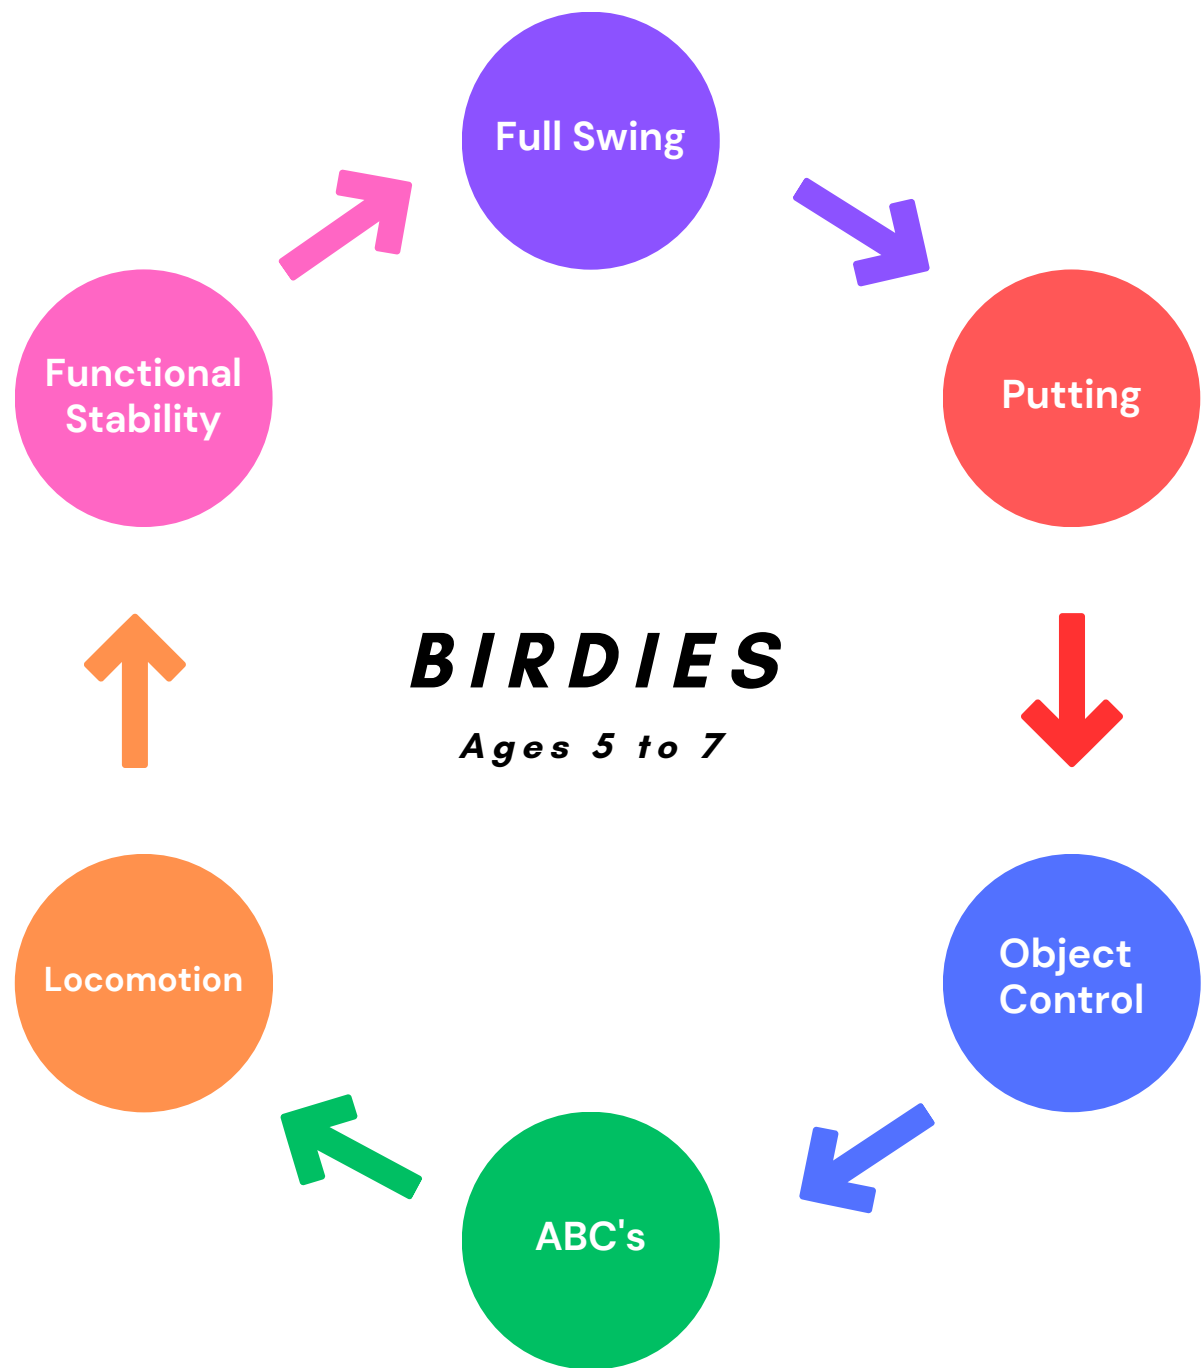 Full Swing
Functional
Stability
Putting
BIRDIES
Ages 5 to 7
Locomotion
Object
Control
ABC's